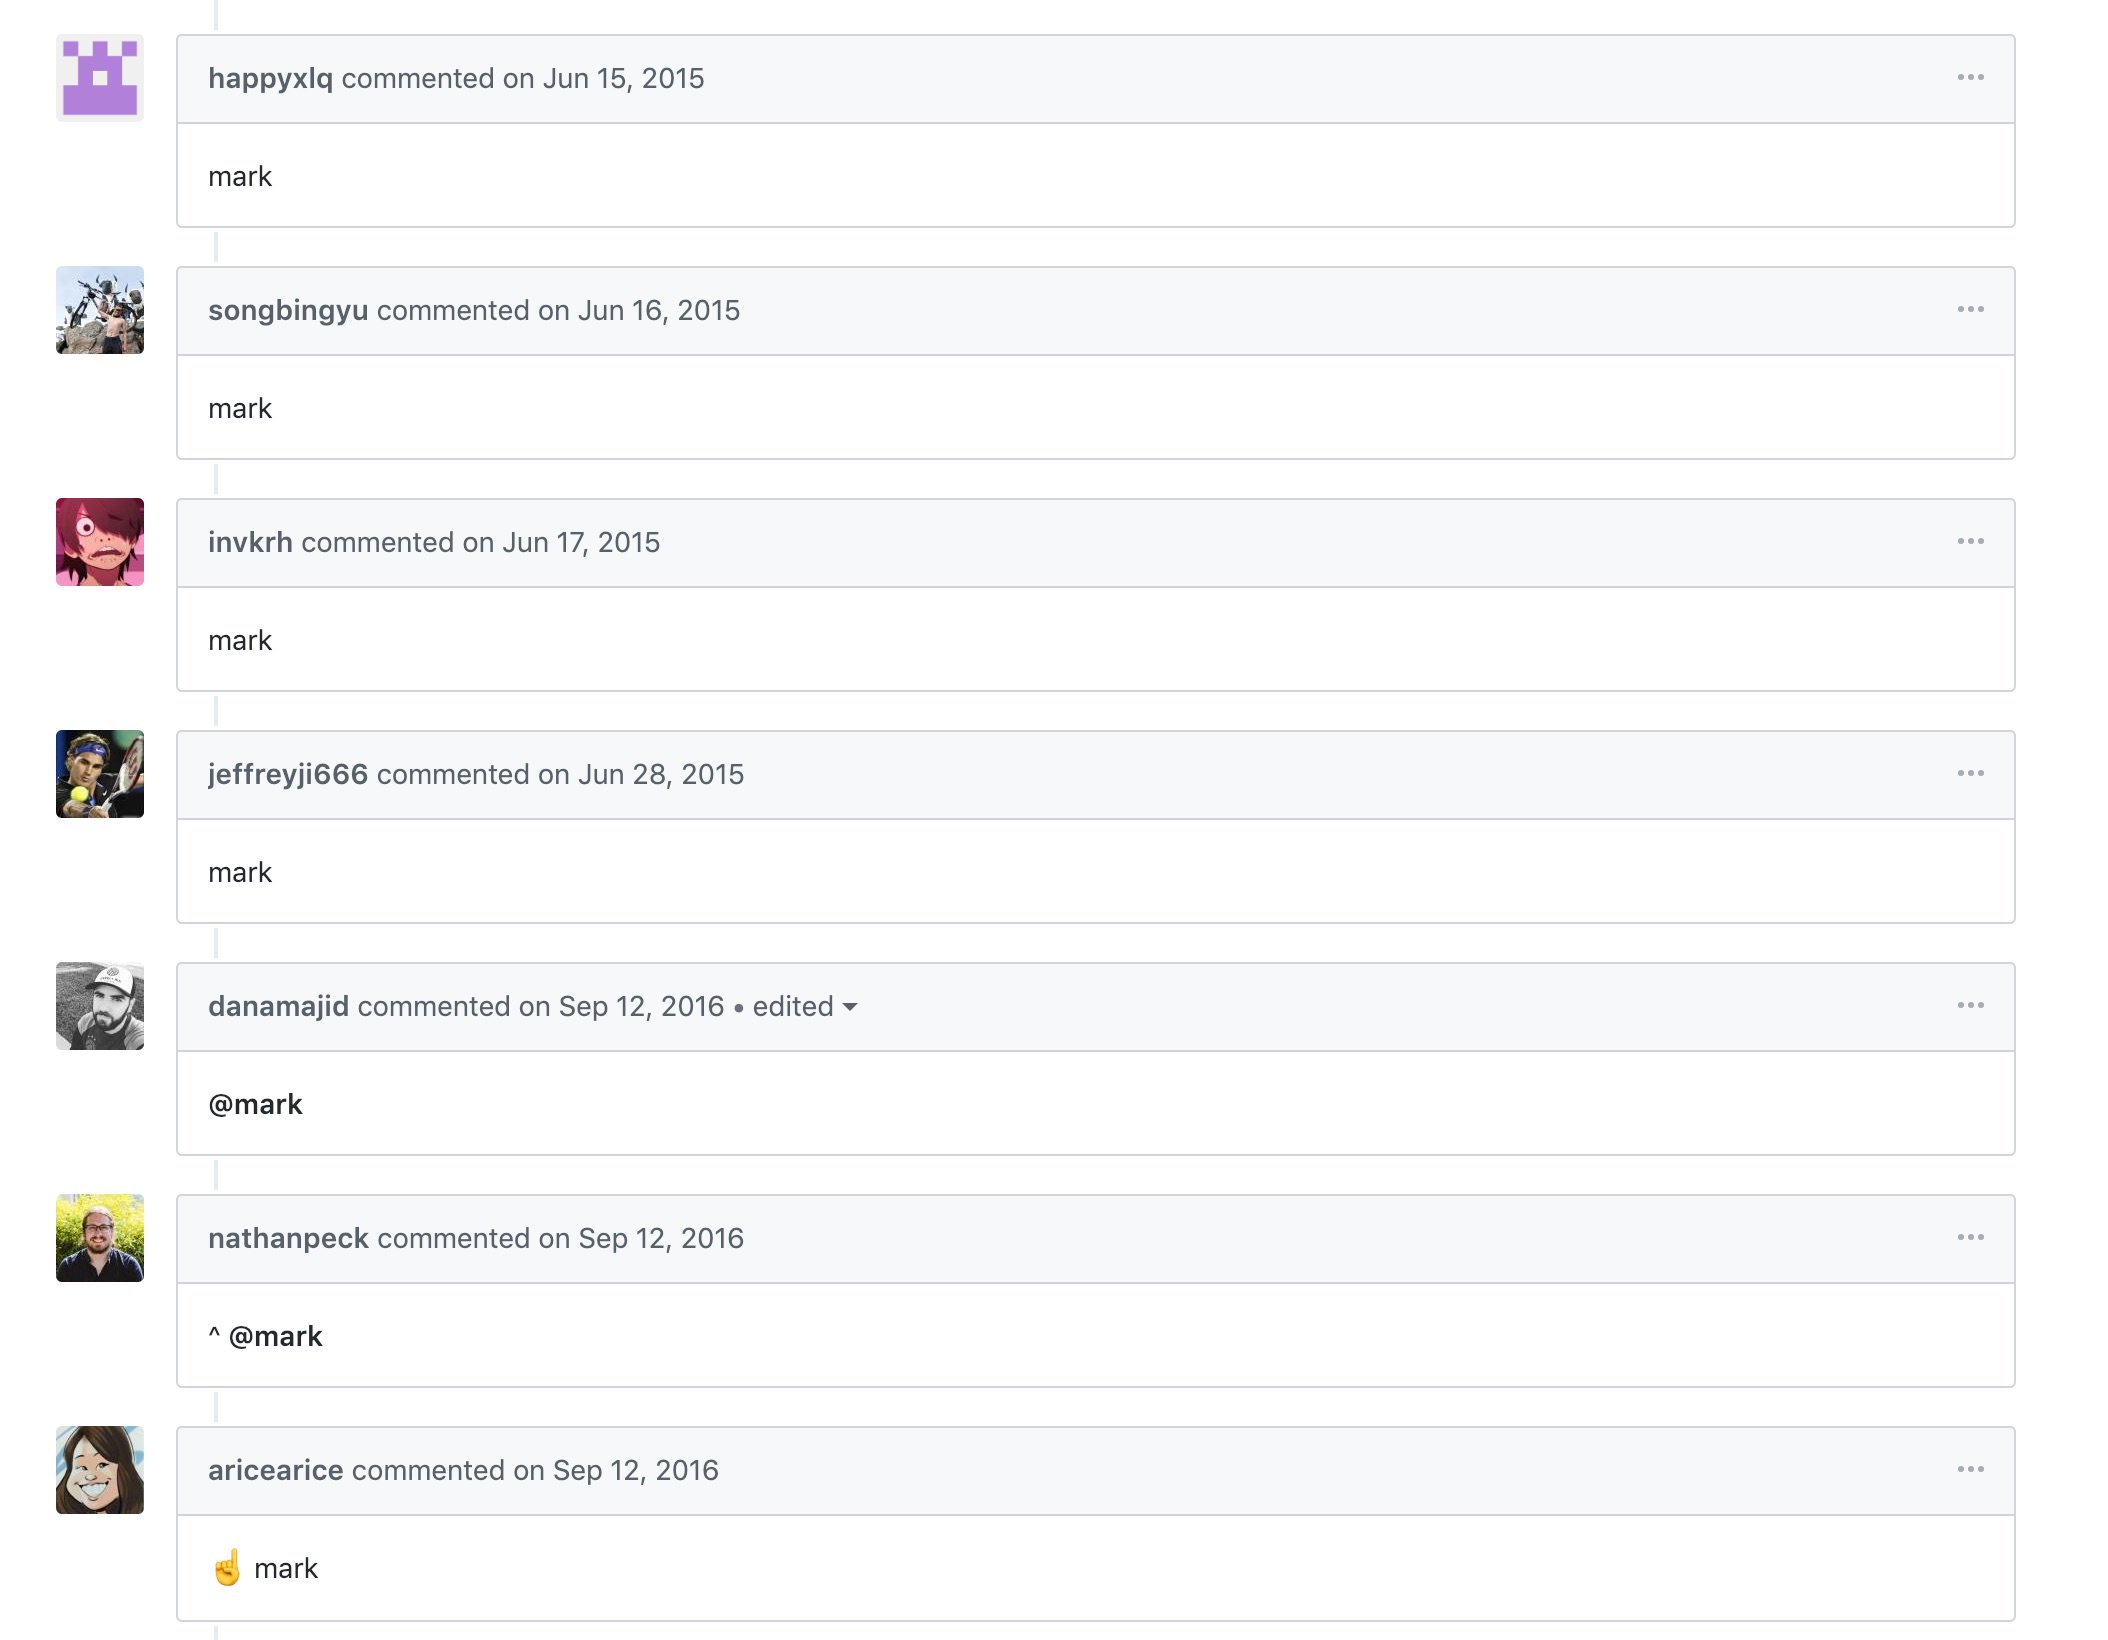 happyxlq commented on Jun 15, 2015
mark
songbingyu commented on Jun 16, 2015
mark
invkrh commented on Jun 17, 2015
mark
jeffreyji666 commented on Jun 28, 2015
mark
danamajid commented on Sep 12, 2016 • edited
@mark
nathanpeck commented on Sep 12, 2016
^ @mark
aricearice commented on Sep 12, 2016
☝️ mark